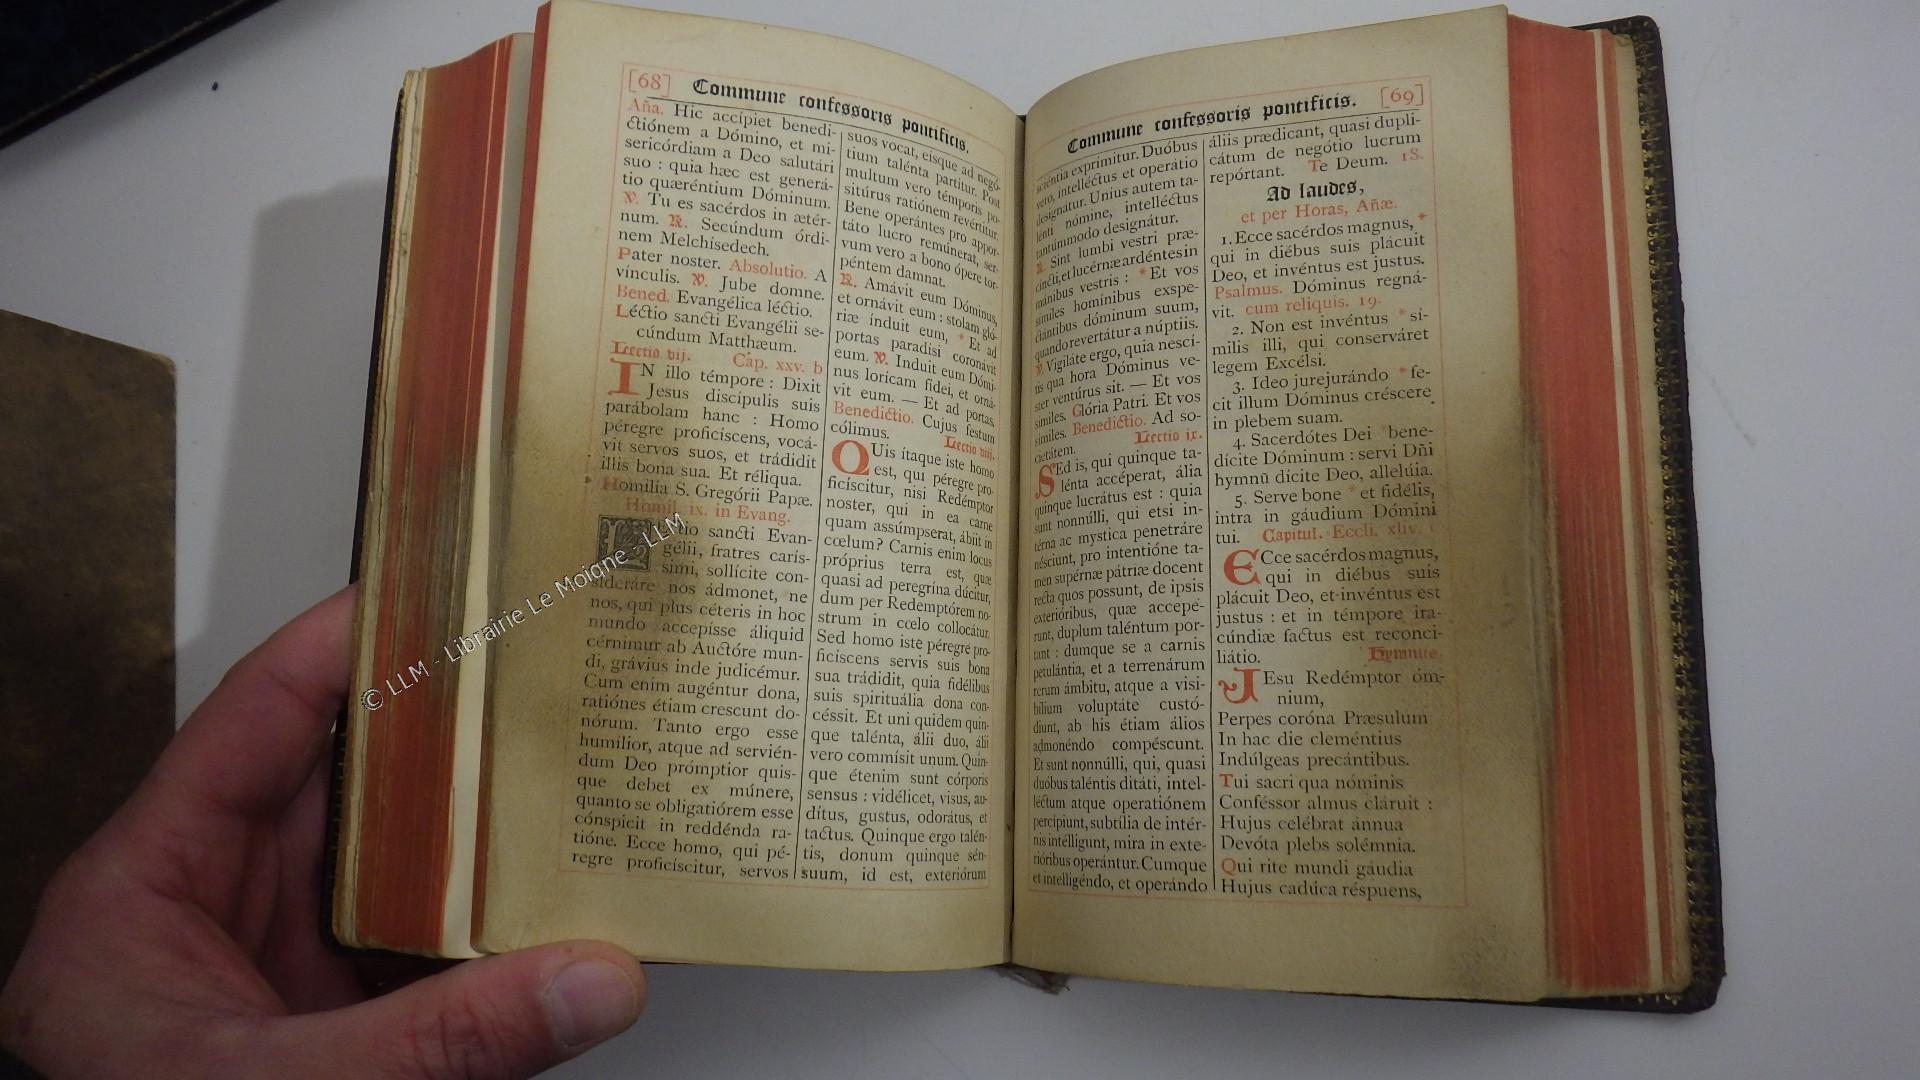 [68] Commune confessoris pontificis.
Aña. Hic accípiet benedi-
ctiónem a Dómino, et mi-
sericórdiam a Deo salutári
suo : quia hæc est generá-
tio quæréntium Dóminum.
℣. Tu es sacérdos in ætér-
num. ℟. Secúndum órdi-
nem Melchísedech.
Pater noster. Absolutio. A
vínculis. ℣. Jube domne.
Bened. Evangélica léctio.
Léctio sancti Evangélii se-
cúndum Matthæum.
Lectio vij. Cap. xxv. b
IN illo témpore : Dixit
Jesus discípulis suis
parábolam hanc : Homo
péregre proficíscens, vocá-
vit servos suos, et trádidit
illis bona sua. Et réliqua.
Homilía S. Gregórii Papæ.
Homil. ix. in Evang.
Léctio sancti Evan-
gélii, fratres caris-
simi, sollícite con-
sideráre nos ádmonet, ne
nos, qui plus céteris in hoc
mundo accepísse áliquid
cérnimur ab Auctóre mun-
di, grávius inde judicémur.
Cum enim augéntur dona,
ratiónes étiam crescunt do-
nórum. Tanto ergo esse
humílior, atque ad servién-
dum Deo prómptior quis-
que debet ex múnere,
quanto se obligatiórem esse
cónspicit in reddénda ra-
tióne. Ecce homo, qui pé-
regre proficíscitur, servos
suos vocat, eisque ad negó-
tium talénta partítur. Post
multum vero témporis po-
sitúrus ratiónem revértitur.
Bene operántes pro appor-
táto lucro remúnerat, ser-
vum vero a bono ópere tor-
péntem damnat.
℟. Amávit eum Dóminus,
et ornávit eum : stolam gló-
riæ índuit eum, * Et ad
portas paradísi coronávit
eum. ℣. Induit eum Dómi-
nus lorícam fídei, et orná-
vit eum. — Et ad portas.
Benedictio. Cujus festum
cólimus. Lectio viij.
QUis ítaque iste homo
est, qui péregre pro-
ficíscitur, nisi Redémptor
noster, qui in ea carne
quam assúmpserat, ábiit in
cœlum? Carnis enim locus
próprius terra est, quæ
quasi ad peregrína dúcitur,
dum per Redemptórem no-
strum in cœlo collocátur.
Sed homo iste péregre pro-
ficíscens servis suis bona
sua trádidit, quia fidélibus
suis spirituália dona con-
céssit. Et uni quidem quin-
que talénta, álii duo, álii
vero commísit unum. Quin-
que étenim sunt córporis
sensus : vidélicet, visus, au-
dítus, gustus, odorátus, et
tactus. Quinque ergo talén-
tis, donum quinque sén-
suum, id est, exteriórum
Commune confessoris pontificis. [69]
sciéntia exprímitur. Duóbus
vero, intelléctus et operátio
designátur. Uníus autem ta-
lénti nómine, intelléctus
tantúmmodo designátur.
℟. Sint lumbi vestri præ-
cíncti, et lucérnæ ardéntes in
mánibus vestris : * Et vos
símiles homínibus exspe-
ctántibus dóminum suum,
quando revertátur a núptiis.
℣. Vigiláte ergo, quia nescí-
tis qua hora Dóminus ve-
ster ventúrus sit. — Et vos
símiles. Glória Patri. Et vos
símiles. Benedictio. Ad so-
cietátem. Lectio ix.
SEd is, qui quinque ta-
lénta accéperat, ália
quinque lucrátus est : quia
sunt nonnúlli, qui etsi in-
térna ac mystica penetráre
nésciunt, pro intentióne ta-
men supérnæ pátriæ docent
recta quos possunt, de ipsis
exterióribus, quæ accepé-
runt, duplum taléntum por-
tant : dumque se a carnis
petulántia, et a terrenárum
rerum ámbitu, atque a visi-
bílium voluptáte custó-
diunt, ab his étiam álios
admonéndo compéscunt.
Et sunt nonnúlli, qui, quasi
duóbus taléntis ditáti, intel-
léctum atque operatiónem
percípiunt, subtília de intér-
nis intélligunt, mira in exte-
rióribus operántur. Cumque
et intelligéndo, et operándo
áliis prædicant, quasi dupli-
cátum de negótio lucrum
repórtant. Te Deum. 18.
Ad laudes,
et per Horas, Añæ.
1. Ecce sacérdos magnus, *
qui in diébus suis plácuit
Deo, et invéntus est justus.
Psalmus. Dóminus regná-
vit. cum reliquis. 19.
2. Non est invéntus * sí-
milis illi, qui conserváret
legem Excélsi.
3. Ideo jurejurándo * fe-
cit illum Dóminus créscere
in plebem suam.
4. Sacerdótes Dei * bene-
dícite Dóminum : servi Dñi
hymnū dícite Deo, allelúia.
5. Serve bone * et fidélis,
intra in gáudium Dómini
tui. Capitul. Eccli. xliv. c
ECce sacérdos magnus,
qui in diébus suis
plácuit Deo, et invéntus est
justus : et in témpore ira-
cúndiæ factus est reconci-
liátio. Hymnus.
JEsu Redémptor óm-
nium,
Perpes coróna Præsulum
In hac die cleméntius
Indúlgeas precántibus.
Tui sacri qua nóminis
Conféssor almus cláruit :
Hujus célébrat ánnua
Devóta plebs solémnia.
Qui rite mundi gáudia
Hujus cadúca réspuens,
© LLM - Librairie Le Moigne - LLM